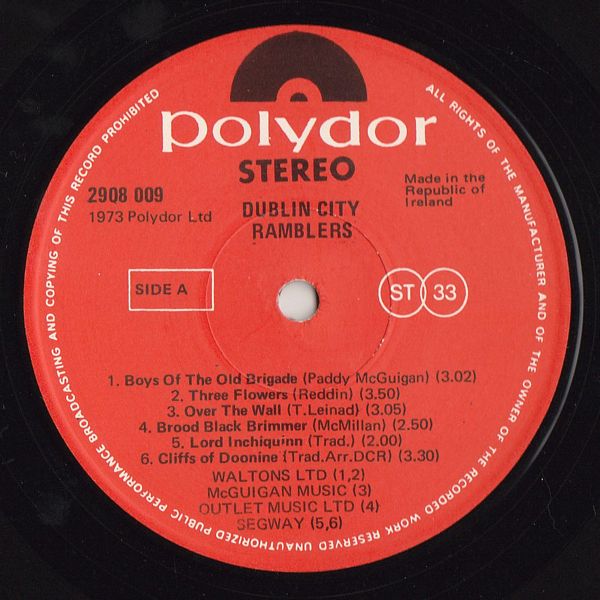 polydor
STEREO
2908 009
1973 Polydor Ltd
Made in the
Republic of
Ireland
DUBLIN CITY
RAMBLERS
SIDE A
ST 33
1. Boys Of The Old Brigade (Paddy McGuigan) (3.02)
2. Three Flowers (Reddin) (3.50)
3. Over The Wall (T.Leinad) (3.05)
4. Brood Black Brimmer (McMillan) (2.50)
5. Lord Inchiquinn (Trad.) (2.00)
6. Cliffs of Doonine (Trad.Arr.DCR) (3.30)
WALTONS LTD (1,2)
McGUIGAN MUSIC (3)
OUTLET MUSIC LTD (4)
SEGWAY (5,6)
ALL RIGHTS OF THE MANUFACTURER AND OF THE OWNER OF THE RECORDED WORK RESERVED UNAUTHORIZED PUBLIC PERFORMANCE BROADCASTING AND COPYING OF THIS RECORD PROHIBITED